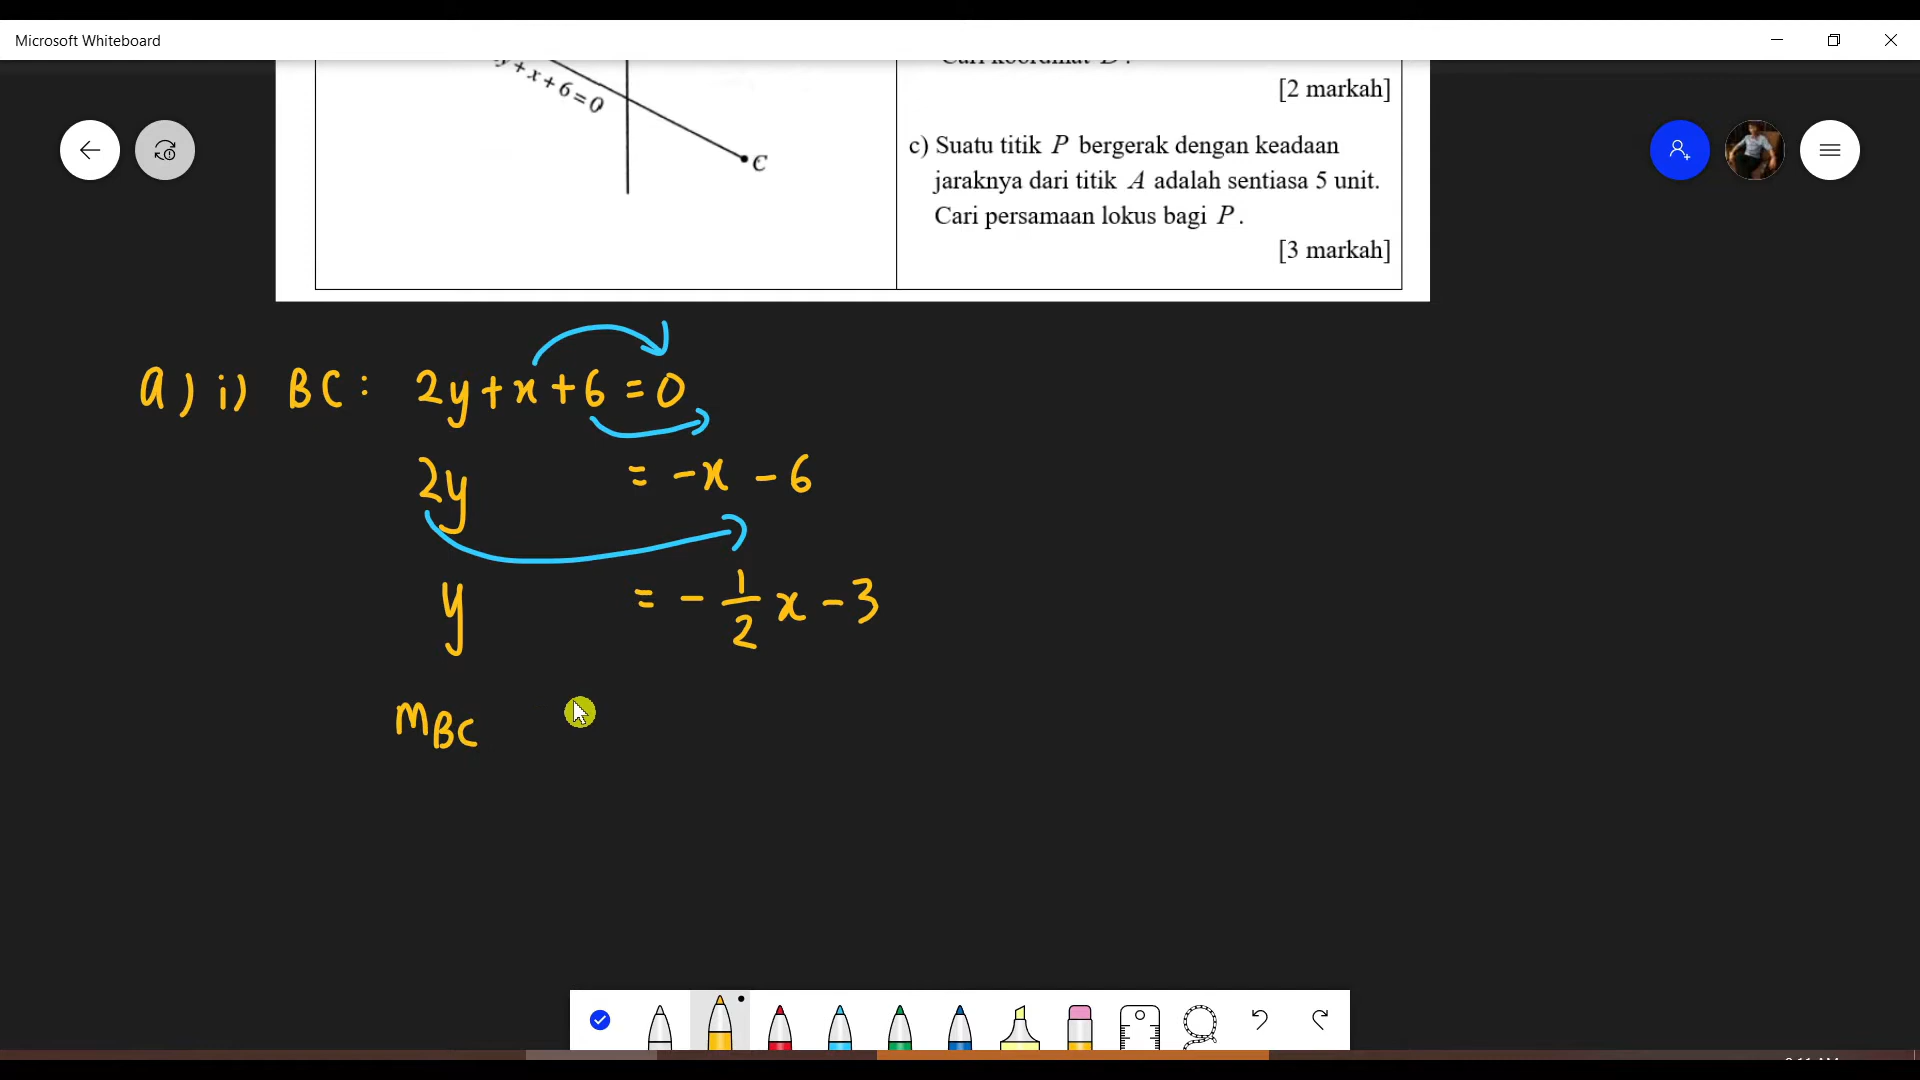 Microsoft Whiteboard
y+x+6=0
C
[2 markah]
c) Suatu titik P bergerak dengan keadaan
jaraknya dari titik A adalah sentiasa 5 unit.
Cari persamaan lokus bagi P.
[3 markah]
a) i) BC: 2y+x+6=0
2y = -x - 6
y = -1/2 x - 3
mBC